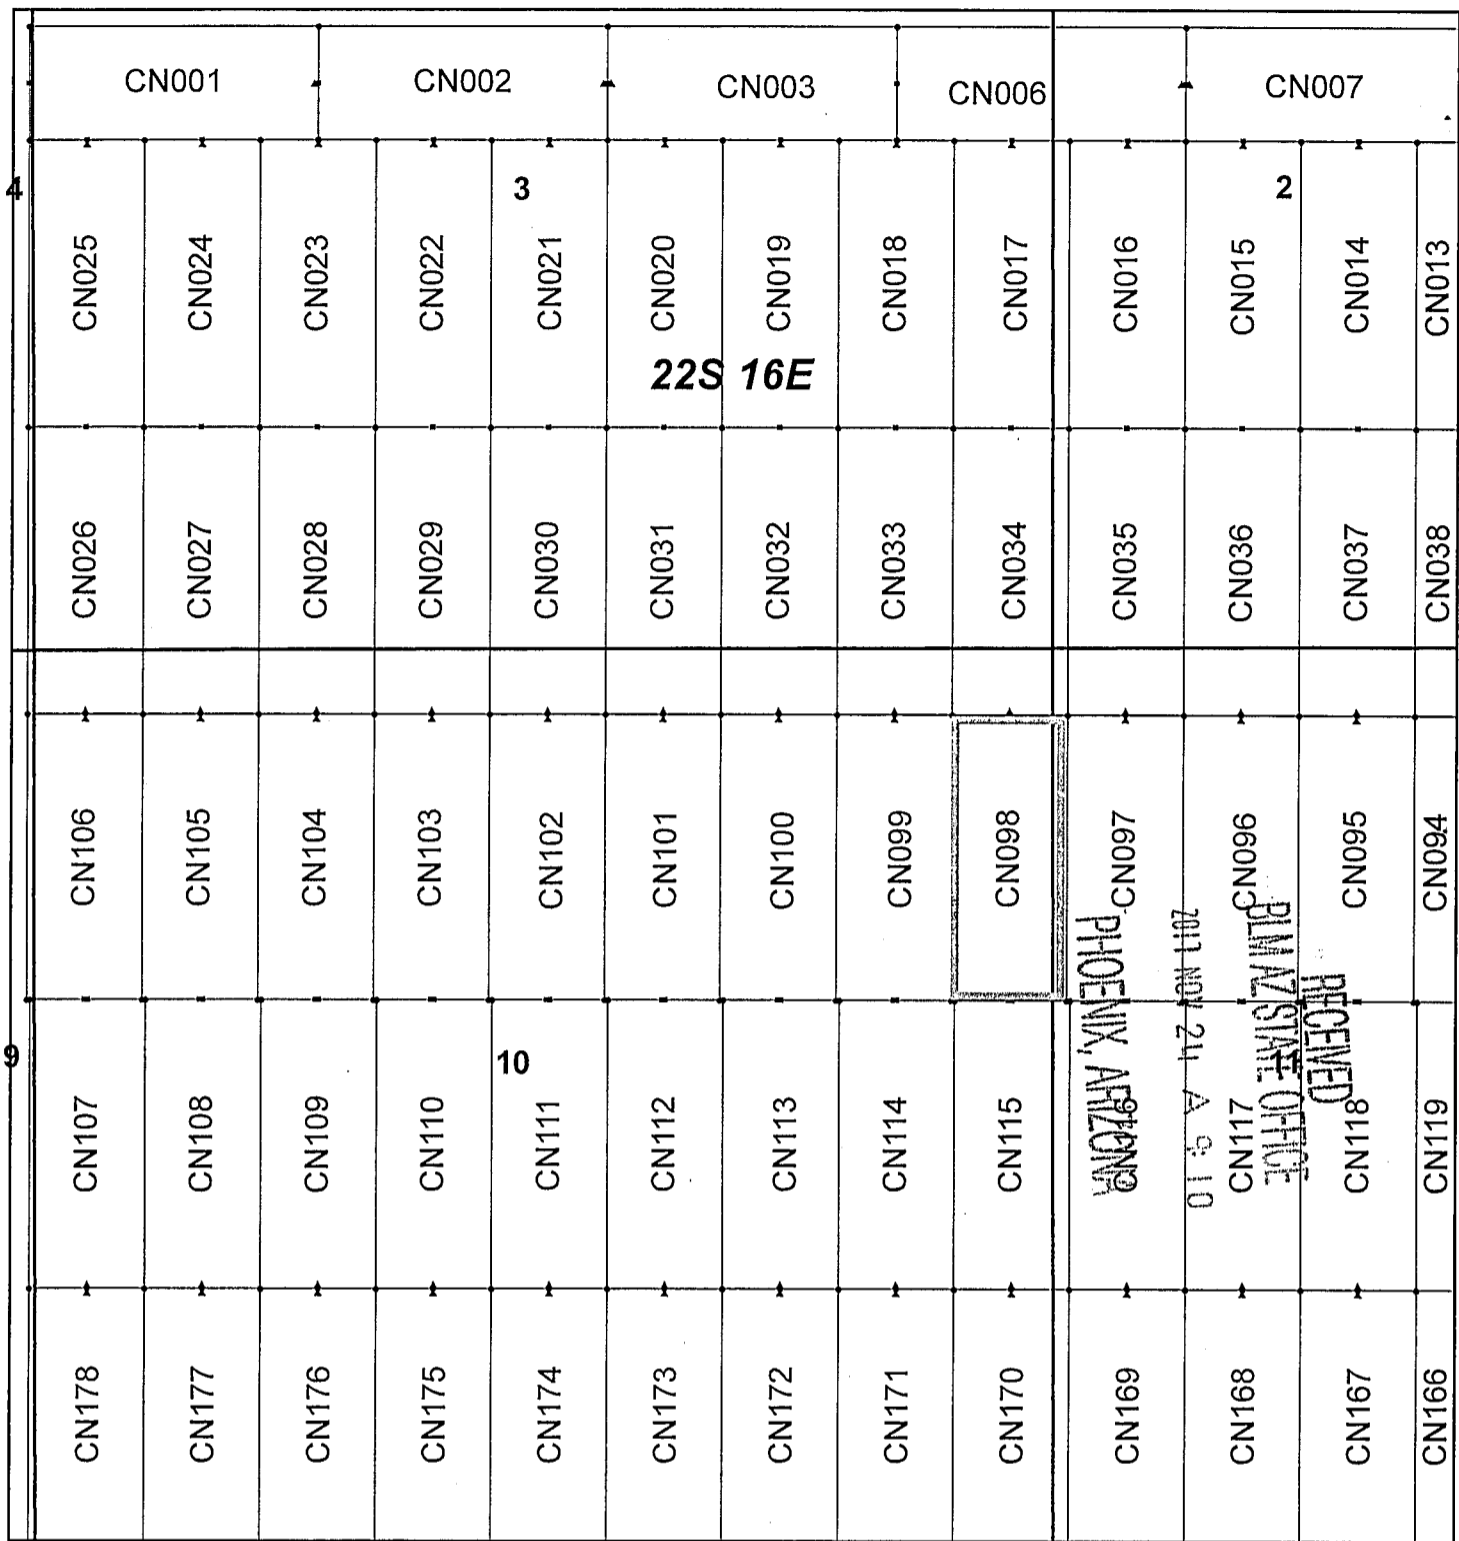 CN001 CN002 CN003 CN006 CN007
4 3 2
CN025 CN024 CN023 CN022 CN021 CN020 CN019 CN018 CN017 CN016 CN015 CN014 CN013
22S 16E
CN026 CN027 CN028 CN029 CN030 CN031 CN032 CN033 CN034 CN035 CN036 CN037 CN038
CN106 CN105 CN104 CN103 CN102 CN101 CN100 CN099 CN098 CN097 CN096 CN095 CN094
9 10 11
CN107 CN108 CN109 CN110 CN111 CN112 CN113 CN114 CN115 CN117 CN118 CN119
CN178 CN177 CN176 CN175 CN174 CN173 CN172 CN171 CN170 CN169 CN168 CN167 CN166
RECEIVED
BLM AZ STATE OFFICE
NOV 24 A 9:10
PHOENIX, ARIZONA